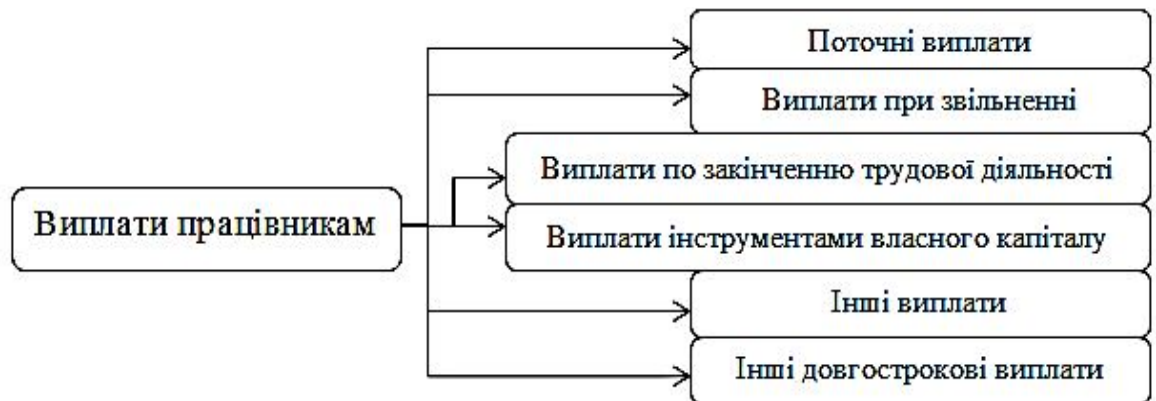 Поточні виплати
Виплати при звільненні
Виплати по закінченню трудової діяльності
Виплати працівникам
Виплати інструментами власного капіталу
Інші виплати
Інші довгострокові виплати